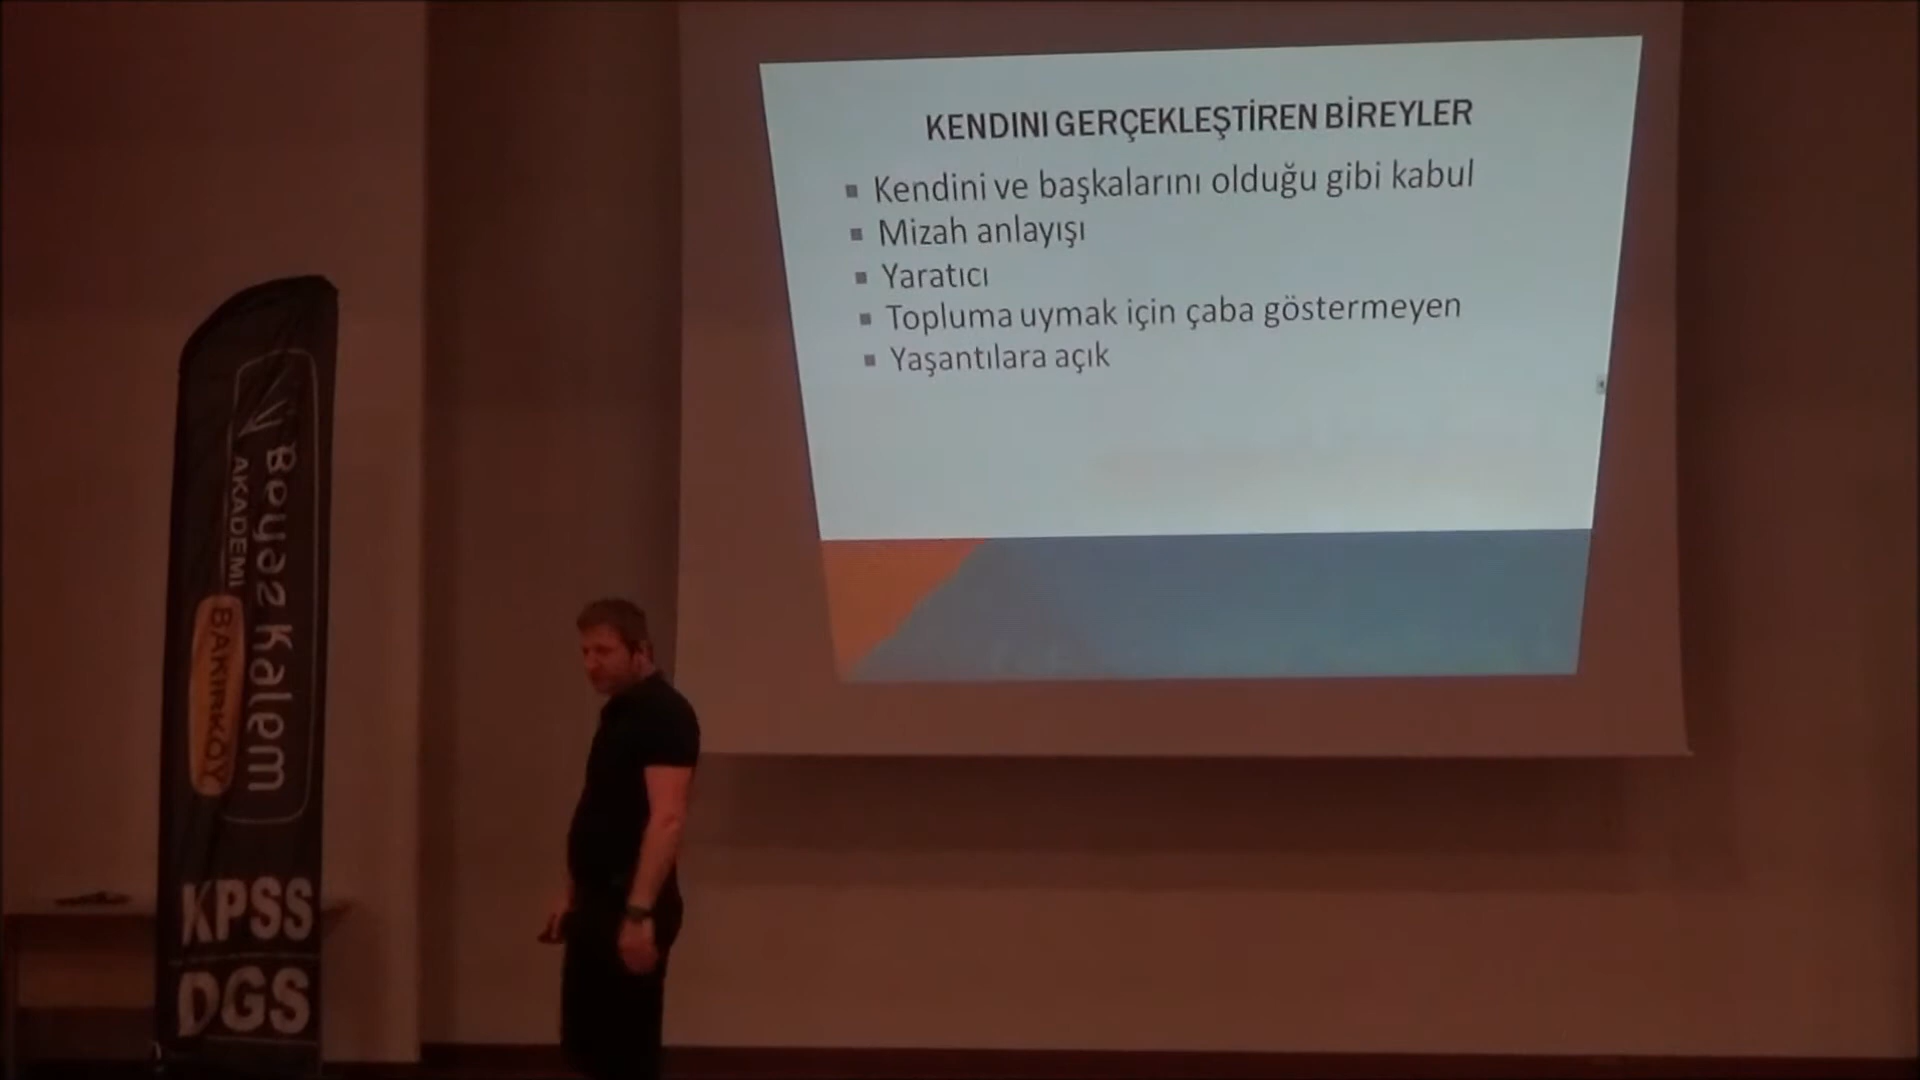 KENDINI GERÇEKLEŞTİREN BİREYLER
Kendini ve başkalarını olduğu gibi kabul
Mizah anlayışı
Yaratıcı
Topluma uymak için çaba göstermeyen
Yaşantılara açık
Beyaz Kalem
AKADEMİ
BAKIRKÖY
KPSS
DGS